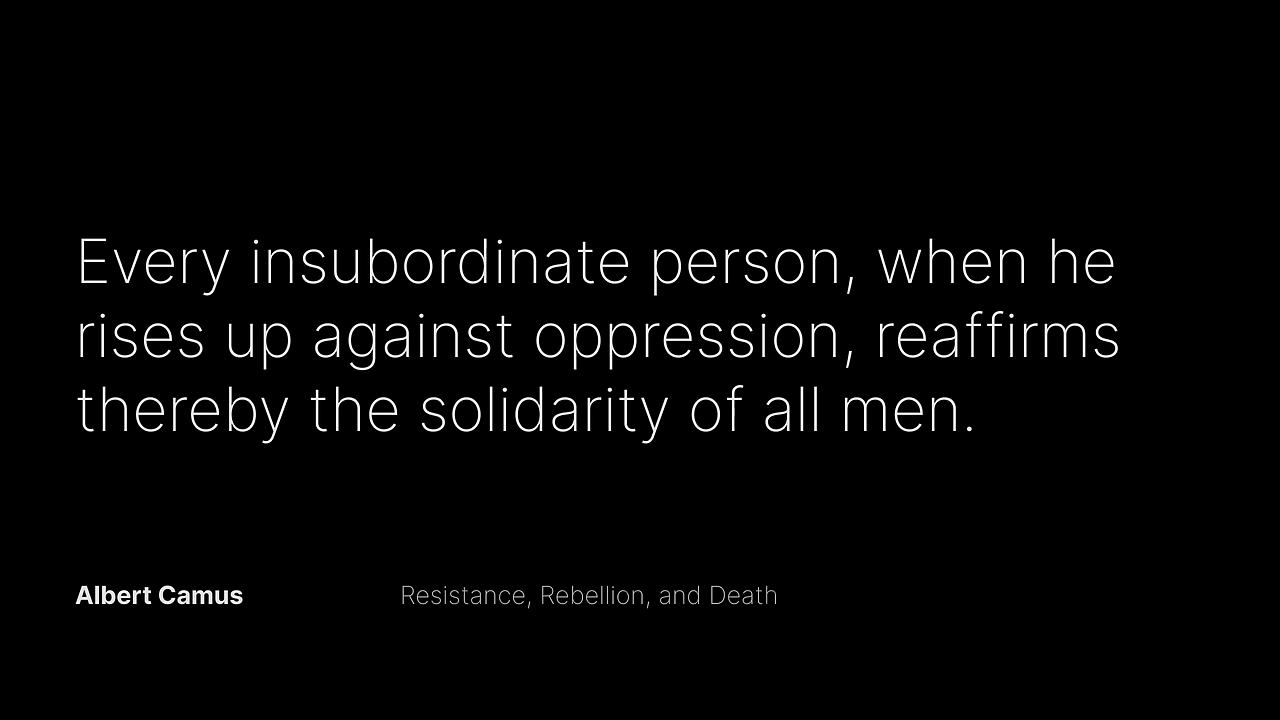 Every insubordinate person, when he
rises up against oppression, reaffirms
thereby the solidarity of all men.
Albert Camus
Resistance, Rebellion, and Death